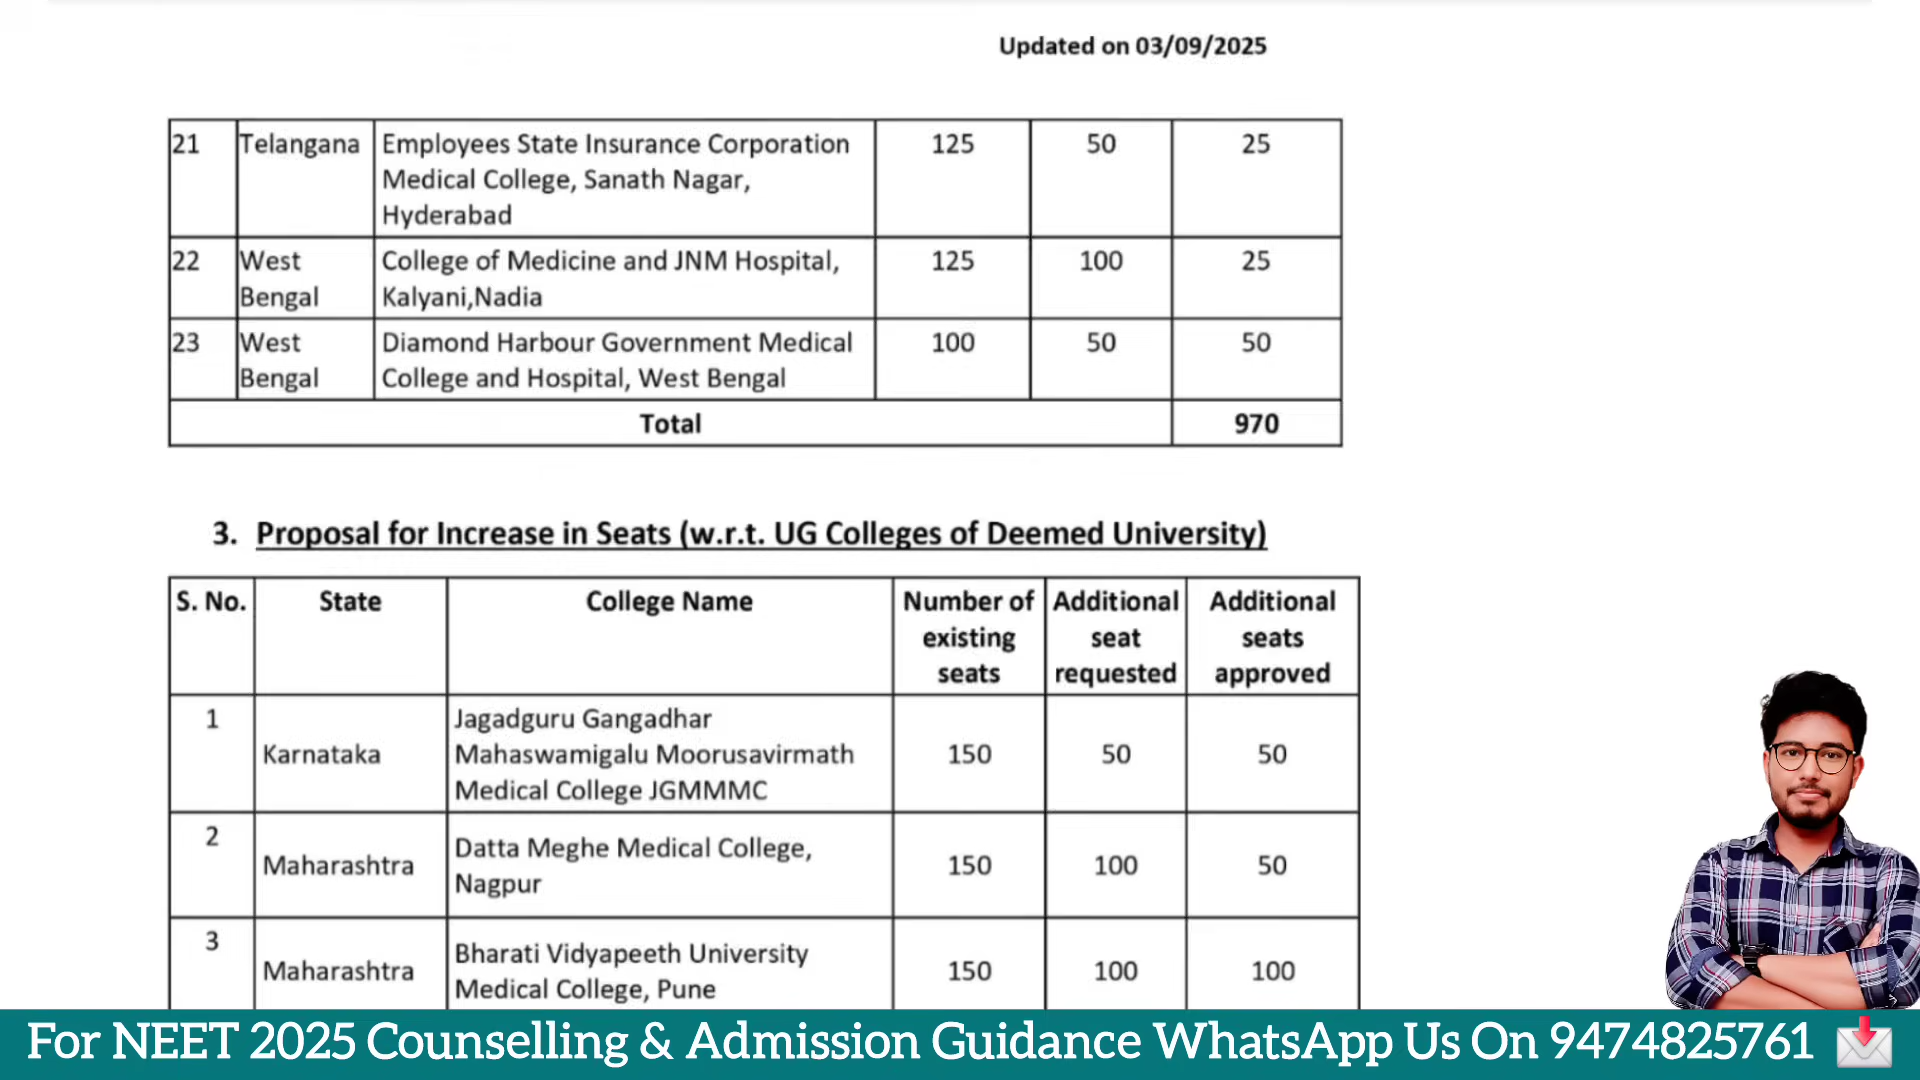 Updated on 03/09/2025
21 Telangana Employees State Insurance Corporation 125 50 25
Medical College, Sanath Nagar,
Hyderabad
22 West College of Medicine and JNM Hospital, 125 100 25
Bengal Kalyani,Nadia
23 West Diamond Harbour Government Medical 100 50 50
Bengal College and Hospital, West Bengal
Total 970
3. Proposal for Increase in Seats (w.r.t. UG Colleges of Deemed University)
S. No. State College Name Number of Additional Additional
existing seat seats
seats requested approved
1 Jagadguru Gangadhar
Karnataka Mahaswamigalu Moorusavirmath 150 50 50
Medical College JGMMMC
2 Datta Meghe Medical College,
Maharashtra 150 100 50
Nagpur
3 Bharati Vidyapeeth University
Maharashtra 150 100 100
Medical College, Pune
For NEET 2025 Counselling & Admission Guidance WhatsApp Us On 9474825761